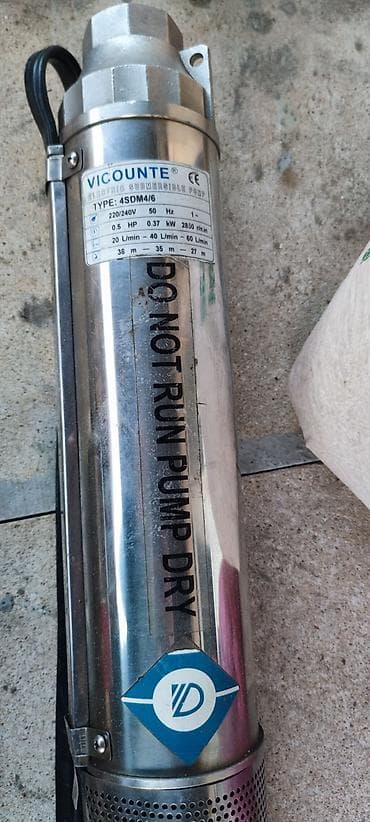 VICOUNTE® CE
ELECTRIC SUBMERSIBLE PUMP
TYPE: 4SDM4/6
220/240V 50 Hz 1~
0.5 HP 0.37 kW 2800 r/min
20 L/min – 40 L/min – 60 L/min
36 m – 35 m – 27 m
DO NOT RUN PUMP DRY
D